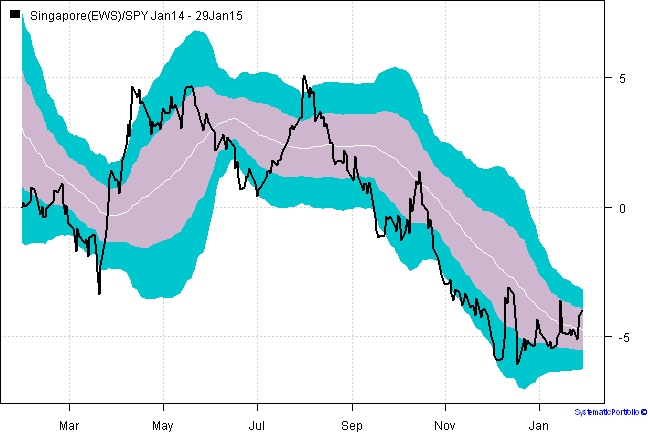 Singapore(EWS)/SPY Jan14 - 29Jan15
5
0
-5
SystematicPortfolio ©
Mar May Jul Sep Nov Jan